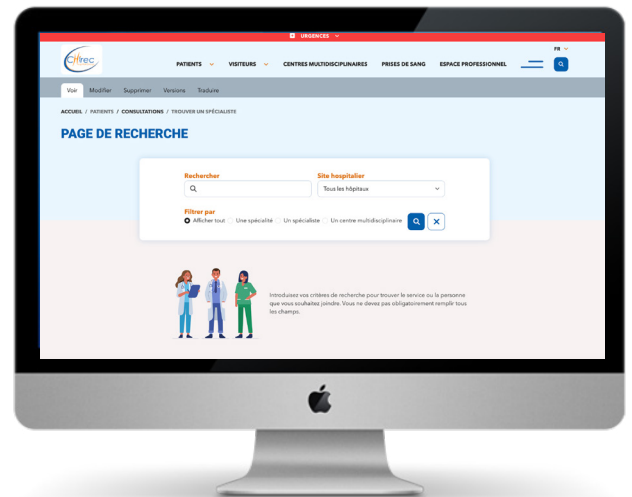 URGENCES
FR
Chirec
PATIENTS VISITEURS CENTRES MULTIDISCIPLINAIRES PRISES DE SANG ESPACE PROFESSIONNEL
Voir Modifier Supprimer Versions Traduire
ACCUEIL / PATIENTS / CONSULTATIONS / TROUVER UN SPÉCIALISTE
PAGE DE RECHERCHE
Rechercher Site hospitalier
Tous les hôpitaux
Filtrer par
Afficher tout Une spécialité Un spécialiste Un centre multidisciplinaire
Introduisez vos critères de recherche pour trouver le service ou la personne
que vous souhaitez joindre. Vous ne devez pas obligatoirement remplir tous
les champs.